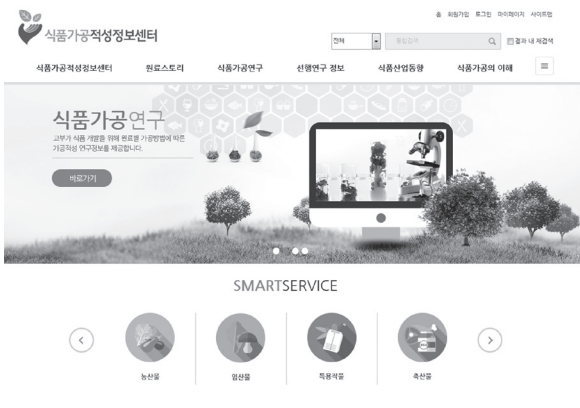 회원가입 로그인 마이페이지 사이트맵
식품가공적성정보센터
전체 통합검색 결과 내 재검색
식품가공적성정보센터 원료스토리 식품가공연구 선행연구 정보 식품산업동향 식품가공의 이해
식품가공연구
고부가 식품 개발을 위해 원료별 가공방법에 따른
가공적성 연구정보를 제공합니다.
바로가기
SMARTSERVICE
농산물 임산물 특용작물 축산물